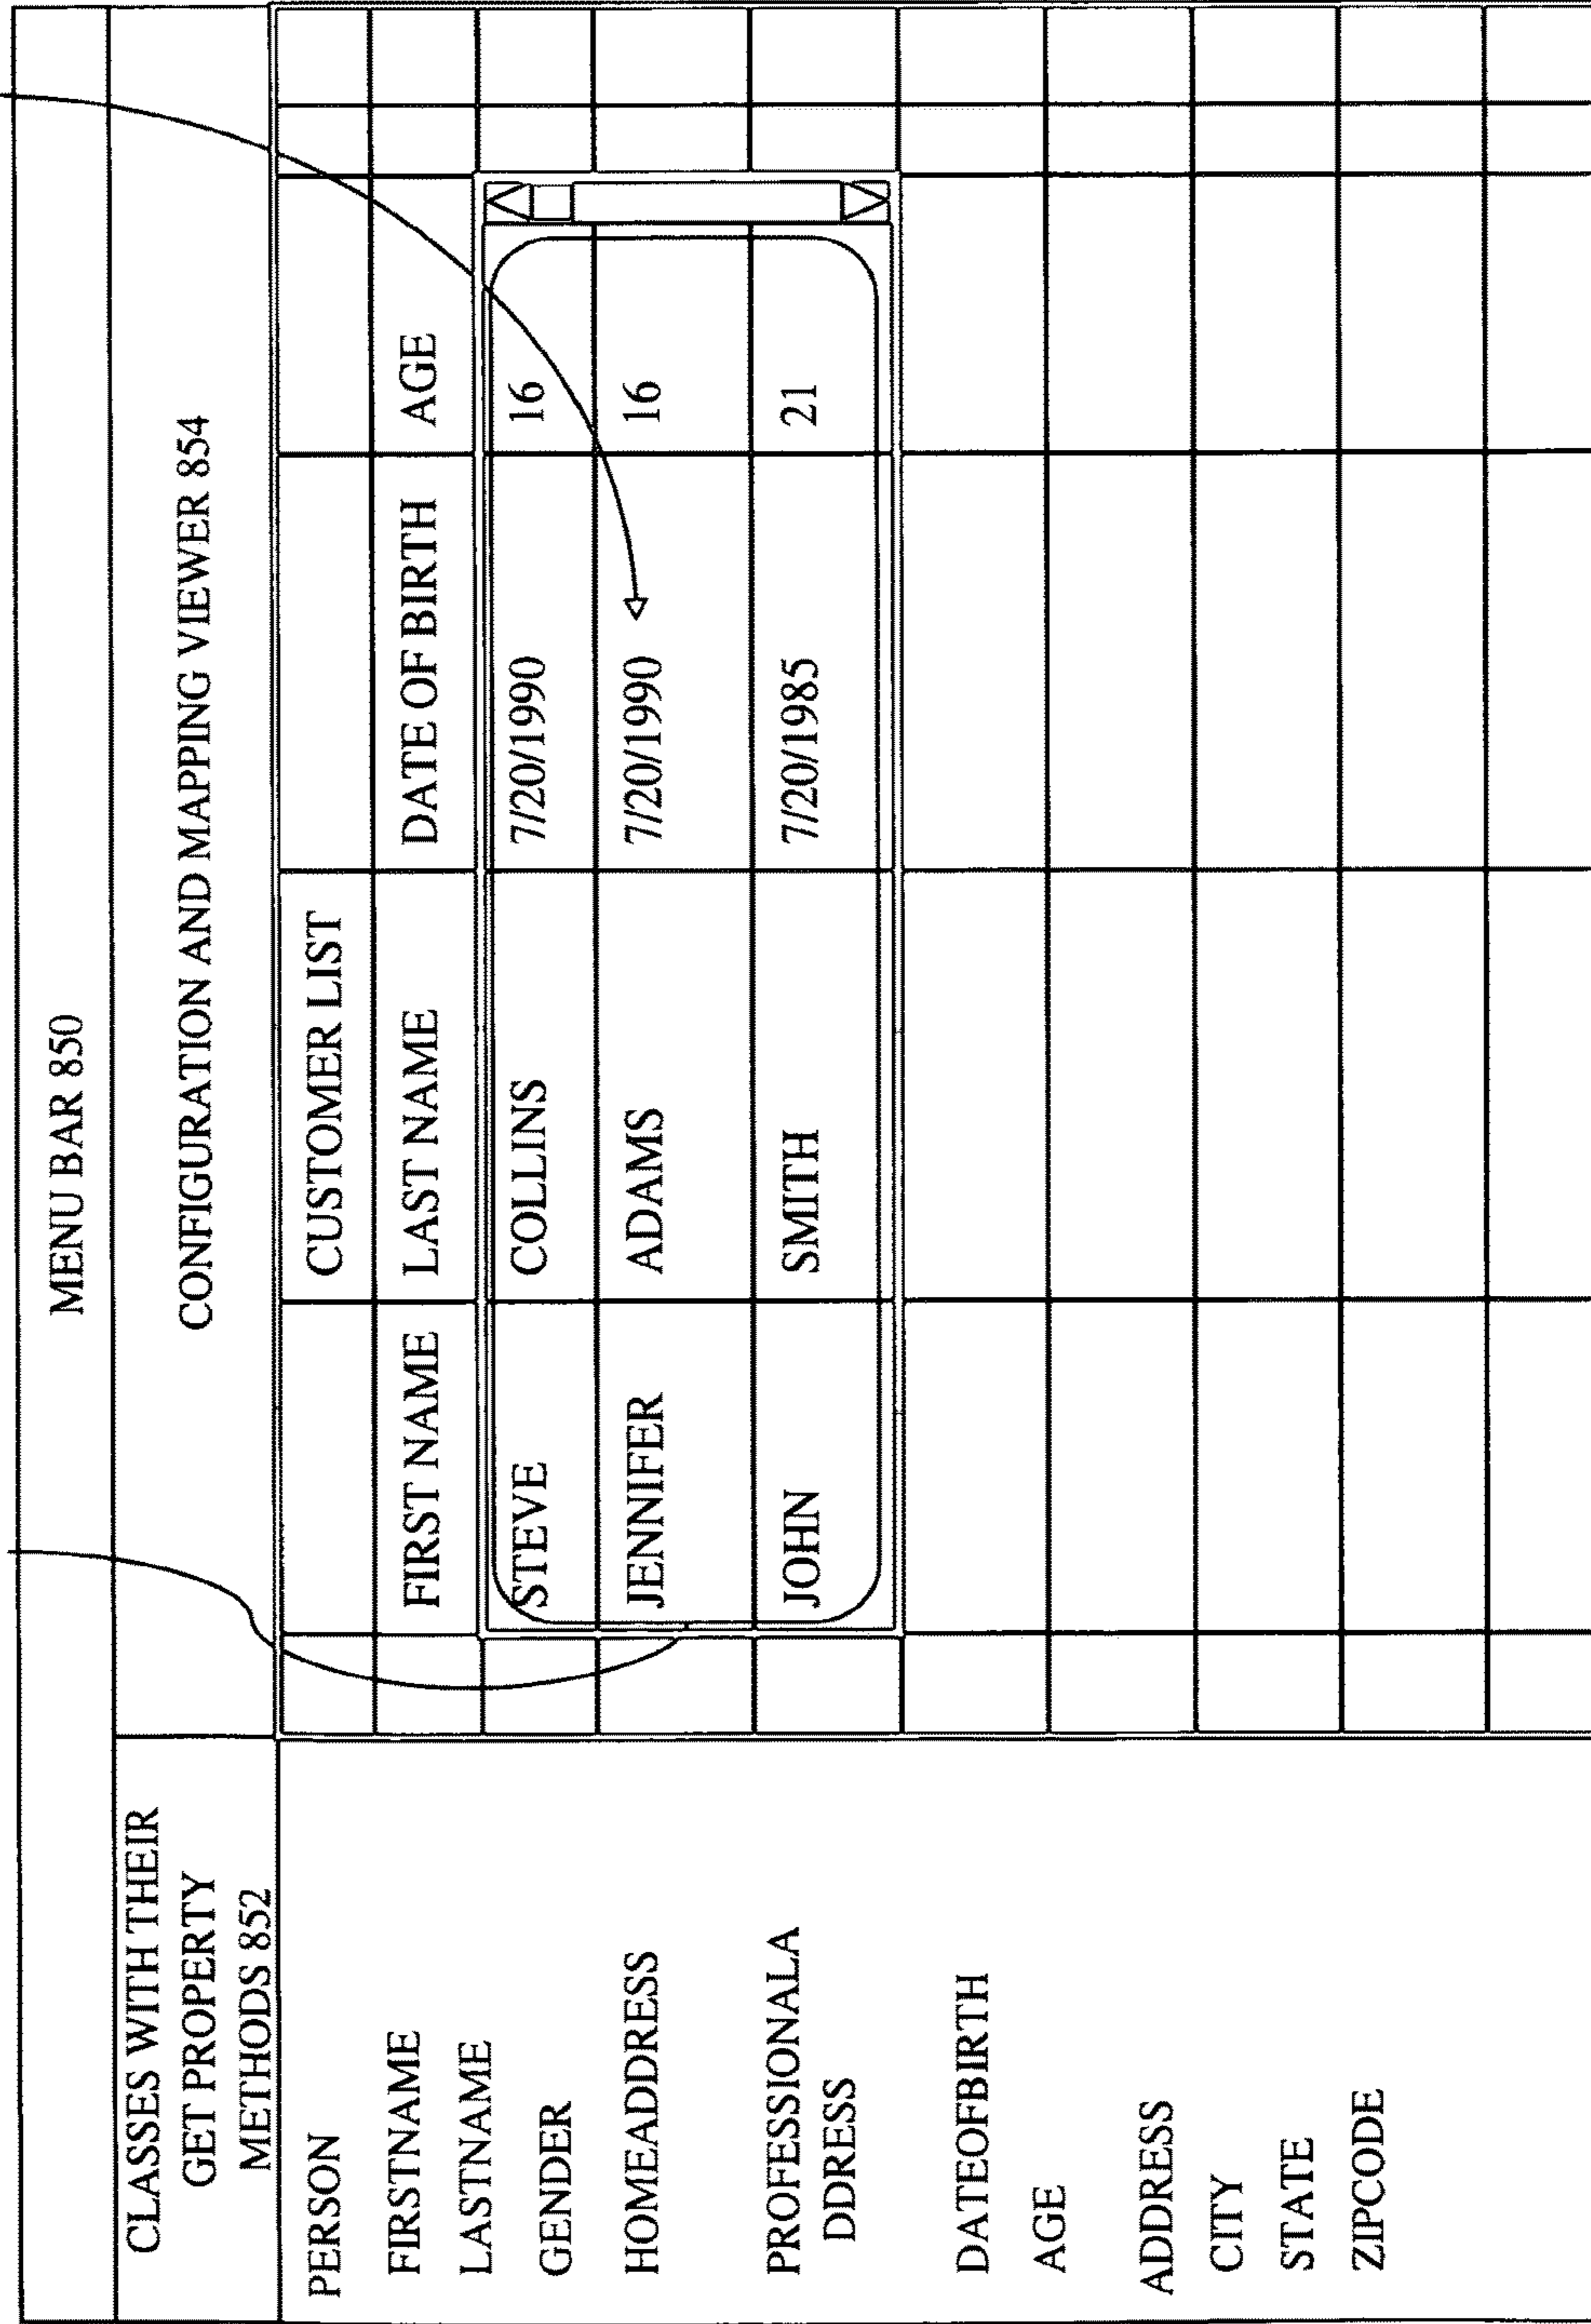 MENU BAR 850
CLASSES WITH THEIR
GET PROPERTY
METHODS 852
CONFIGURATION AND MAPPING VIEWER 854
PERSON
FIRSTNAME
LASTNAME
GENDER
HOMEADDRESS
PROFESSIONALA
DDRESS
DATEOFBIRTH
AGE
ADDRESS
CITY
STATE
ZIPCODE
CUSTOMER LIST
FIRST NAME LAST NAME DATE OF BIRTH AGE
STEVE COLLINS 7/20/1990 16
JENNIFER ADAMS 7/20/1990 16
JOHN SMITH 7/20/1985 21